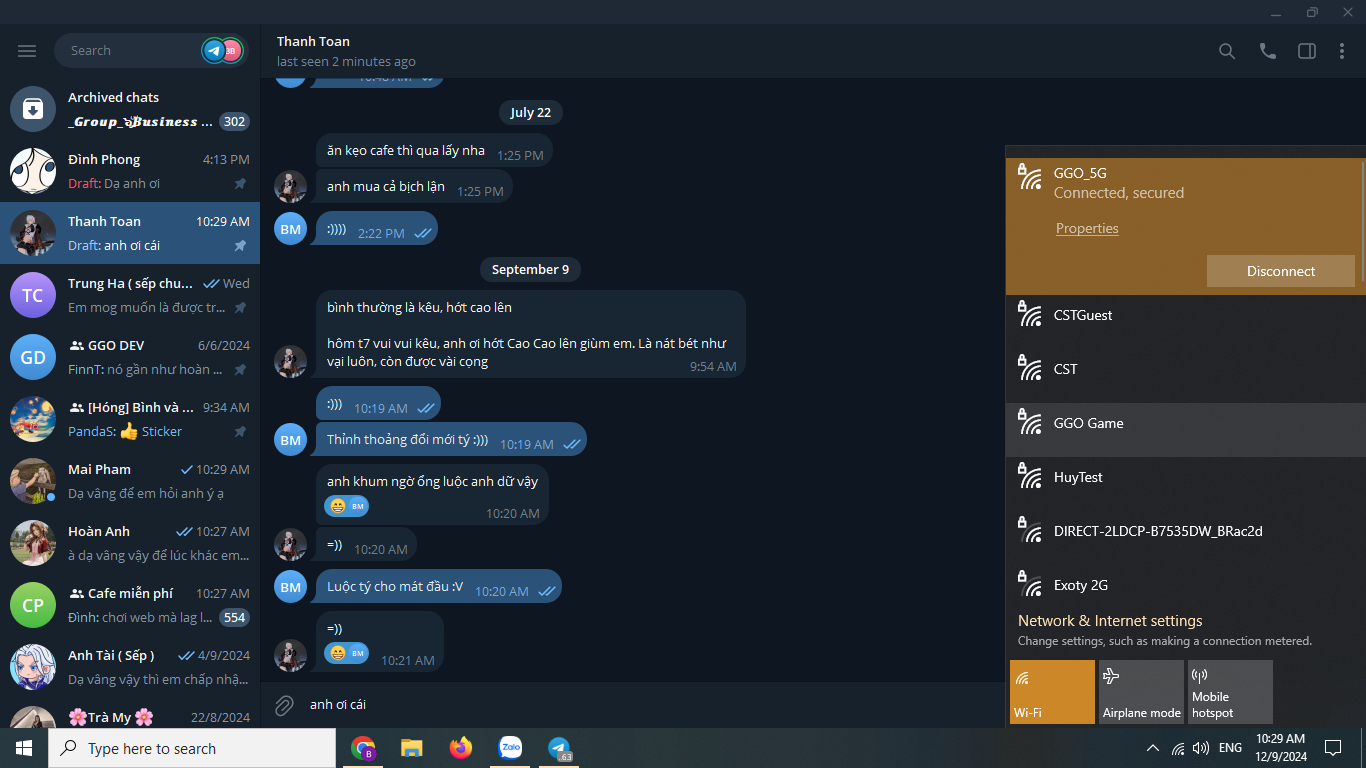 Search
3B
Archived chats
_Group_Business ...
302
Đình Phong
4:13 PM
Draft: Dạ anh ơi
Thanh Toan
10:29 AM
Draft: anh ơi cái
TC
Trung Ha ( sếp chu...
Wed
Em mog muốn là được tr...
GD
GGO DEV
6/6/2024
FinnT: nó gần như hoàn ...
[Hóng] Bình và ...
9:34 AM
PandaS: 👍 Sticker
Mai Pham
10:29 AM
Dạ vâng để em hỏi anh ý ạ
Hoàn Anh
10:27 AM
à dạ vâng vậy để lúc khác em...
CP
Cafe miễn phí
10:27 AM
Đình: chơi web mà lag l...
554
Anh Tài ( Sếp )
4/9/2024
Dạ vâng vậy thì em chấp nhậ...
🌸Trà My 🌸
22/8/2024
Thanh Toan
last seen 2 minutes ago
July 22
ăn kẹo cafe thì qua lấy nha
1:25 PM
anh mua cả bịch lận
1:25 PM
BM
:))))
2:22 PM
September 9
bình thường là kêu, hớt cao lên
hôm t7 vui vui kêu, anh ơi hớt Cao Cao lên giùm em. Là nát bét như
vại luôn, còn được vài cọng
9:54 AM
:)))
10:19 AM
BM
Thỉnh thoảng đổi mới tý :)))
10:19 AM
anh khum ngờ ổng luộc anh dữ vậy
😁 BM
10:20 AM
=))
10:20 AM
BM
Luộc tý cho mát đầu :V
10:20 AM
=))
😁 BM
10:21 AM
anh ơi cái
GGO_5G
Connected, secured
Properties
Disconnect
CSTGuest
CST
GGO Game
HuyTest
DIRECT-2LDCP-B7535DW_BRac2d
Exoty 2G
Network & Internet settings
Change settings, such as making a connection metered.
Wi-Fi
Airplane mode
Mobile
hotspot
Type here to search
B
Zalo
63
ENG
10:29 AM
12/9/2024